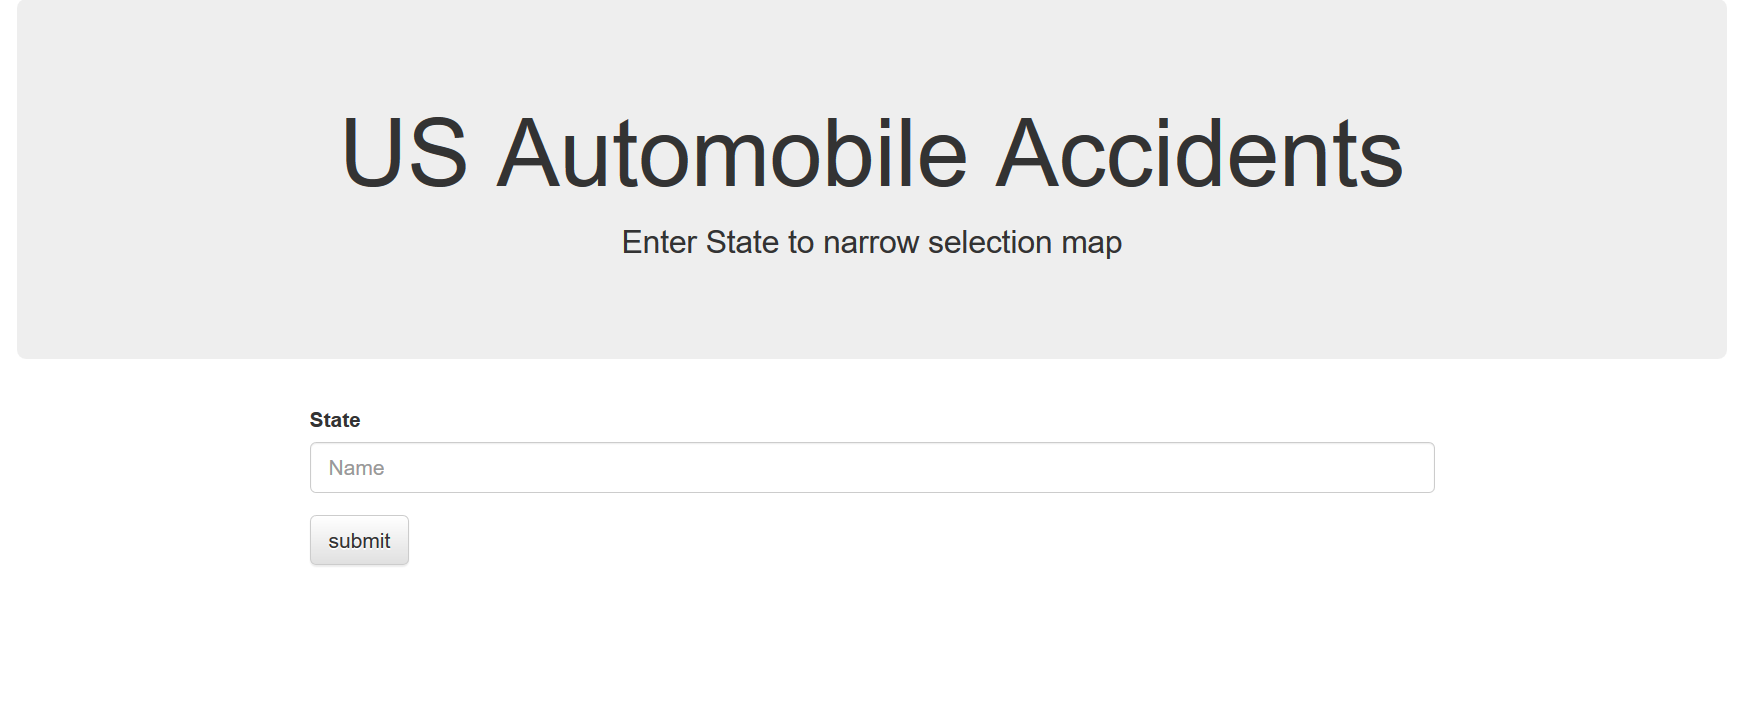 US Automobile Accidents
Enter State to narrow selection map
State
Name
submit